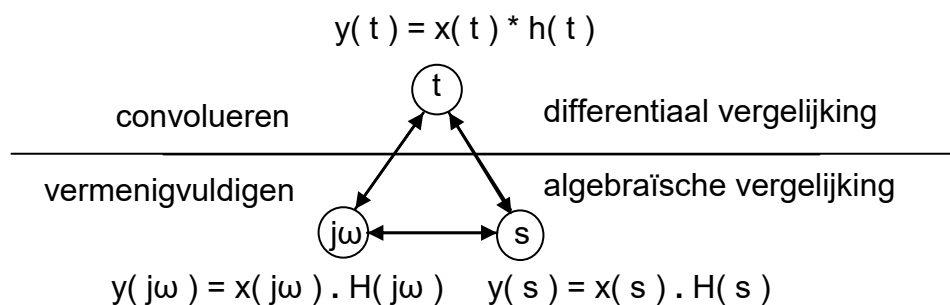 y( t ) = x( t ) * h( t )
t
convolueren
differentiaal vergelijking
vermenigvuldigen
algebraïsche vergelijking
jω
s
y( jω ) = x( jω ) . H( jω )
y( s ) = x( s ) . H( s )